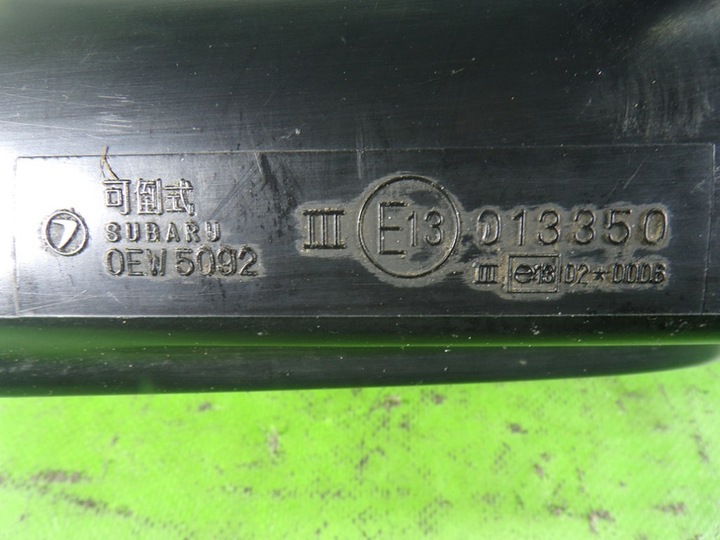 可倒式
SUBARU
OEW 5092
III E13 013350
III e13 02*0006